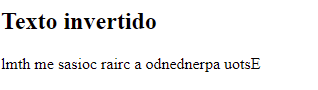 Texto invertido
lmth me sasioc rairc a odnednerpa uotsE